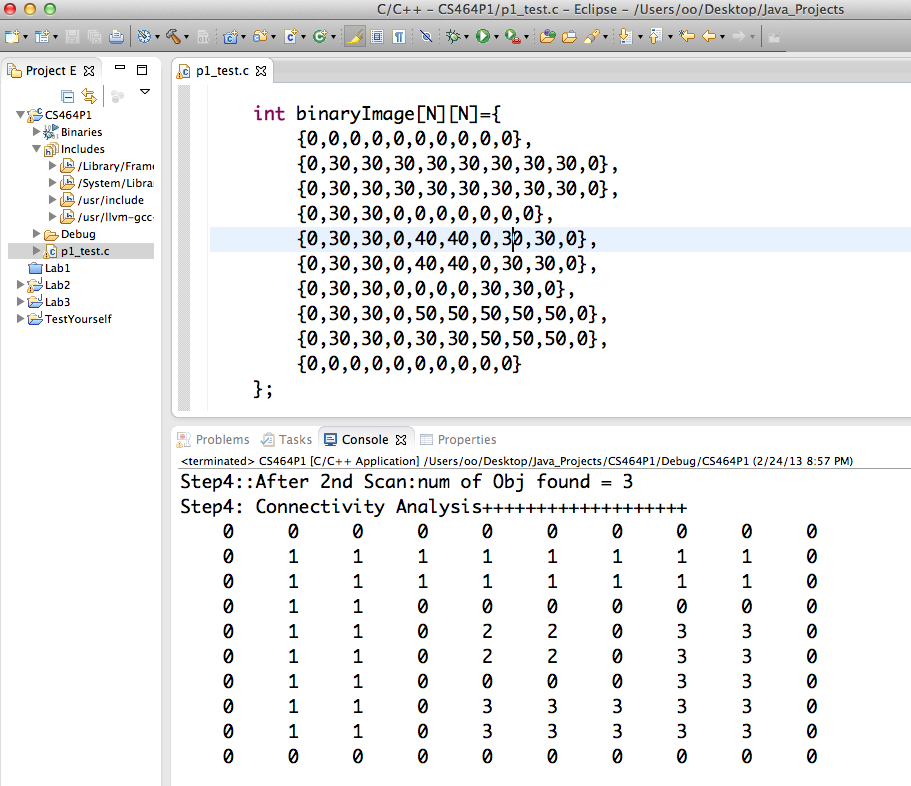 C/C++ – CS464P1/p1_test.c – Eclipse – /Users/oo/Desktop/Java_Projects
Project E
CS464P1
Binaries
Includes
/Library/Frame
/System/Libra
/usr/include
/usr/llvm-gcc-
Debug
p1_test.c
Lab1
Lab2
Lab3
TestYourself
p1_test.c
int binaryImage[N][N]={
{0,0,0,0,0,0,0,0,0,0},
{0,30,30,30,30,30,30,30,30,0},
{0,30,30,30,30,30,30,30,30,0},
{0,30,30,0,0,0,0,0,0,0},
{0,30,30,0,40,40,0,30,30,0},
{0,30,30,0,40,40,0,30,30,0},
{0,30,30,0,0,0,0,30,30,0},
{0,30,30,0,50,50,50,50,50,0},
{0,30,30,0,30,30,50,50,50,0},
{0,0,0,0,0,0,0,0,0,0}
};
Problems Tasks Console Properties
<terminated> CS464P1 [C/C++ Application] /Users/oo/Desktop/Java_Projects/CS464P1/Debug/CS464P1 (2/24/13 8:57 PM)
Step4::After 2nd Scan:num of Obj found = 3
Step4: Connectivity Analysis+++++++++++++++++++
0 0 0 0 0 0 0 0 0 0
0 1 1 1 1 1 1 1 1 0
0 1 1 1 1 1 1 1 1 0
0 1 1 0 0 0 0 0 0 0
0 1 1 0 2 2 0 3 3 0
0 1 1 0 2 2 0 3 3 0
0 1 1 0 0 0 0 3 3 0
0 1 1 0 3 3 3 3 3 0
0 1 1 0 3 3 3 3 3 0
0 0 0 0 0 0 0 0 0 0